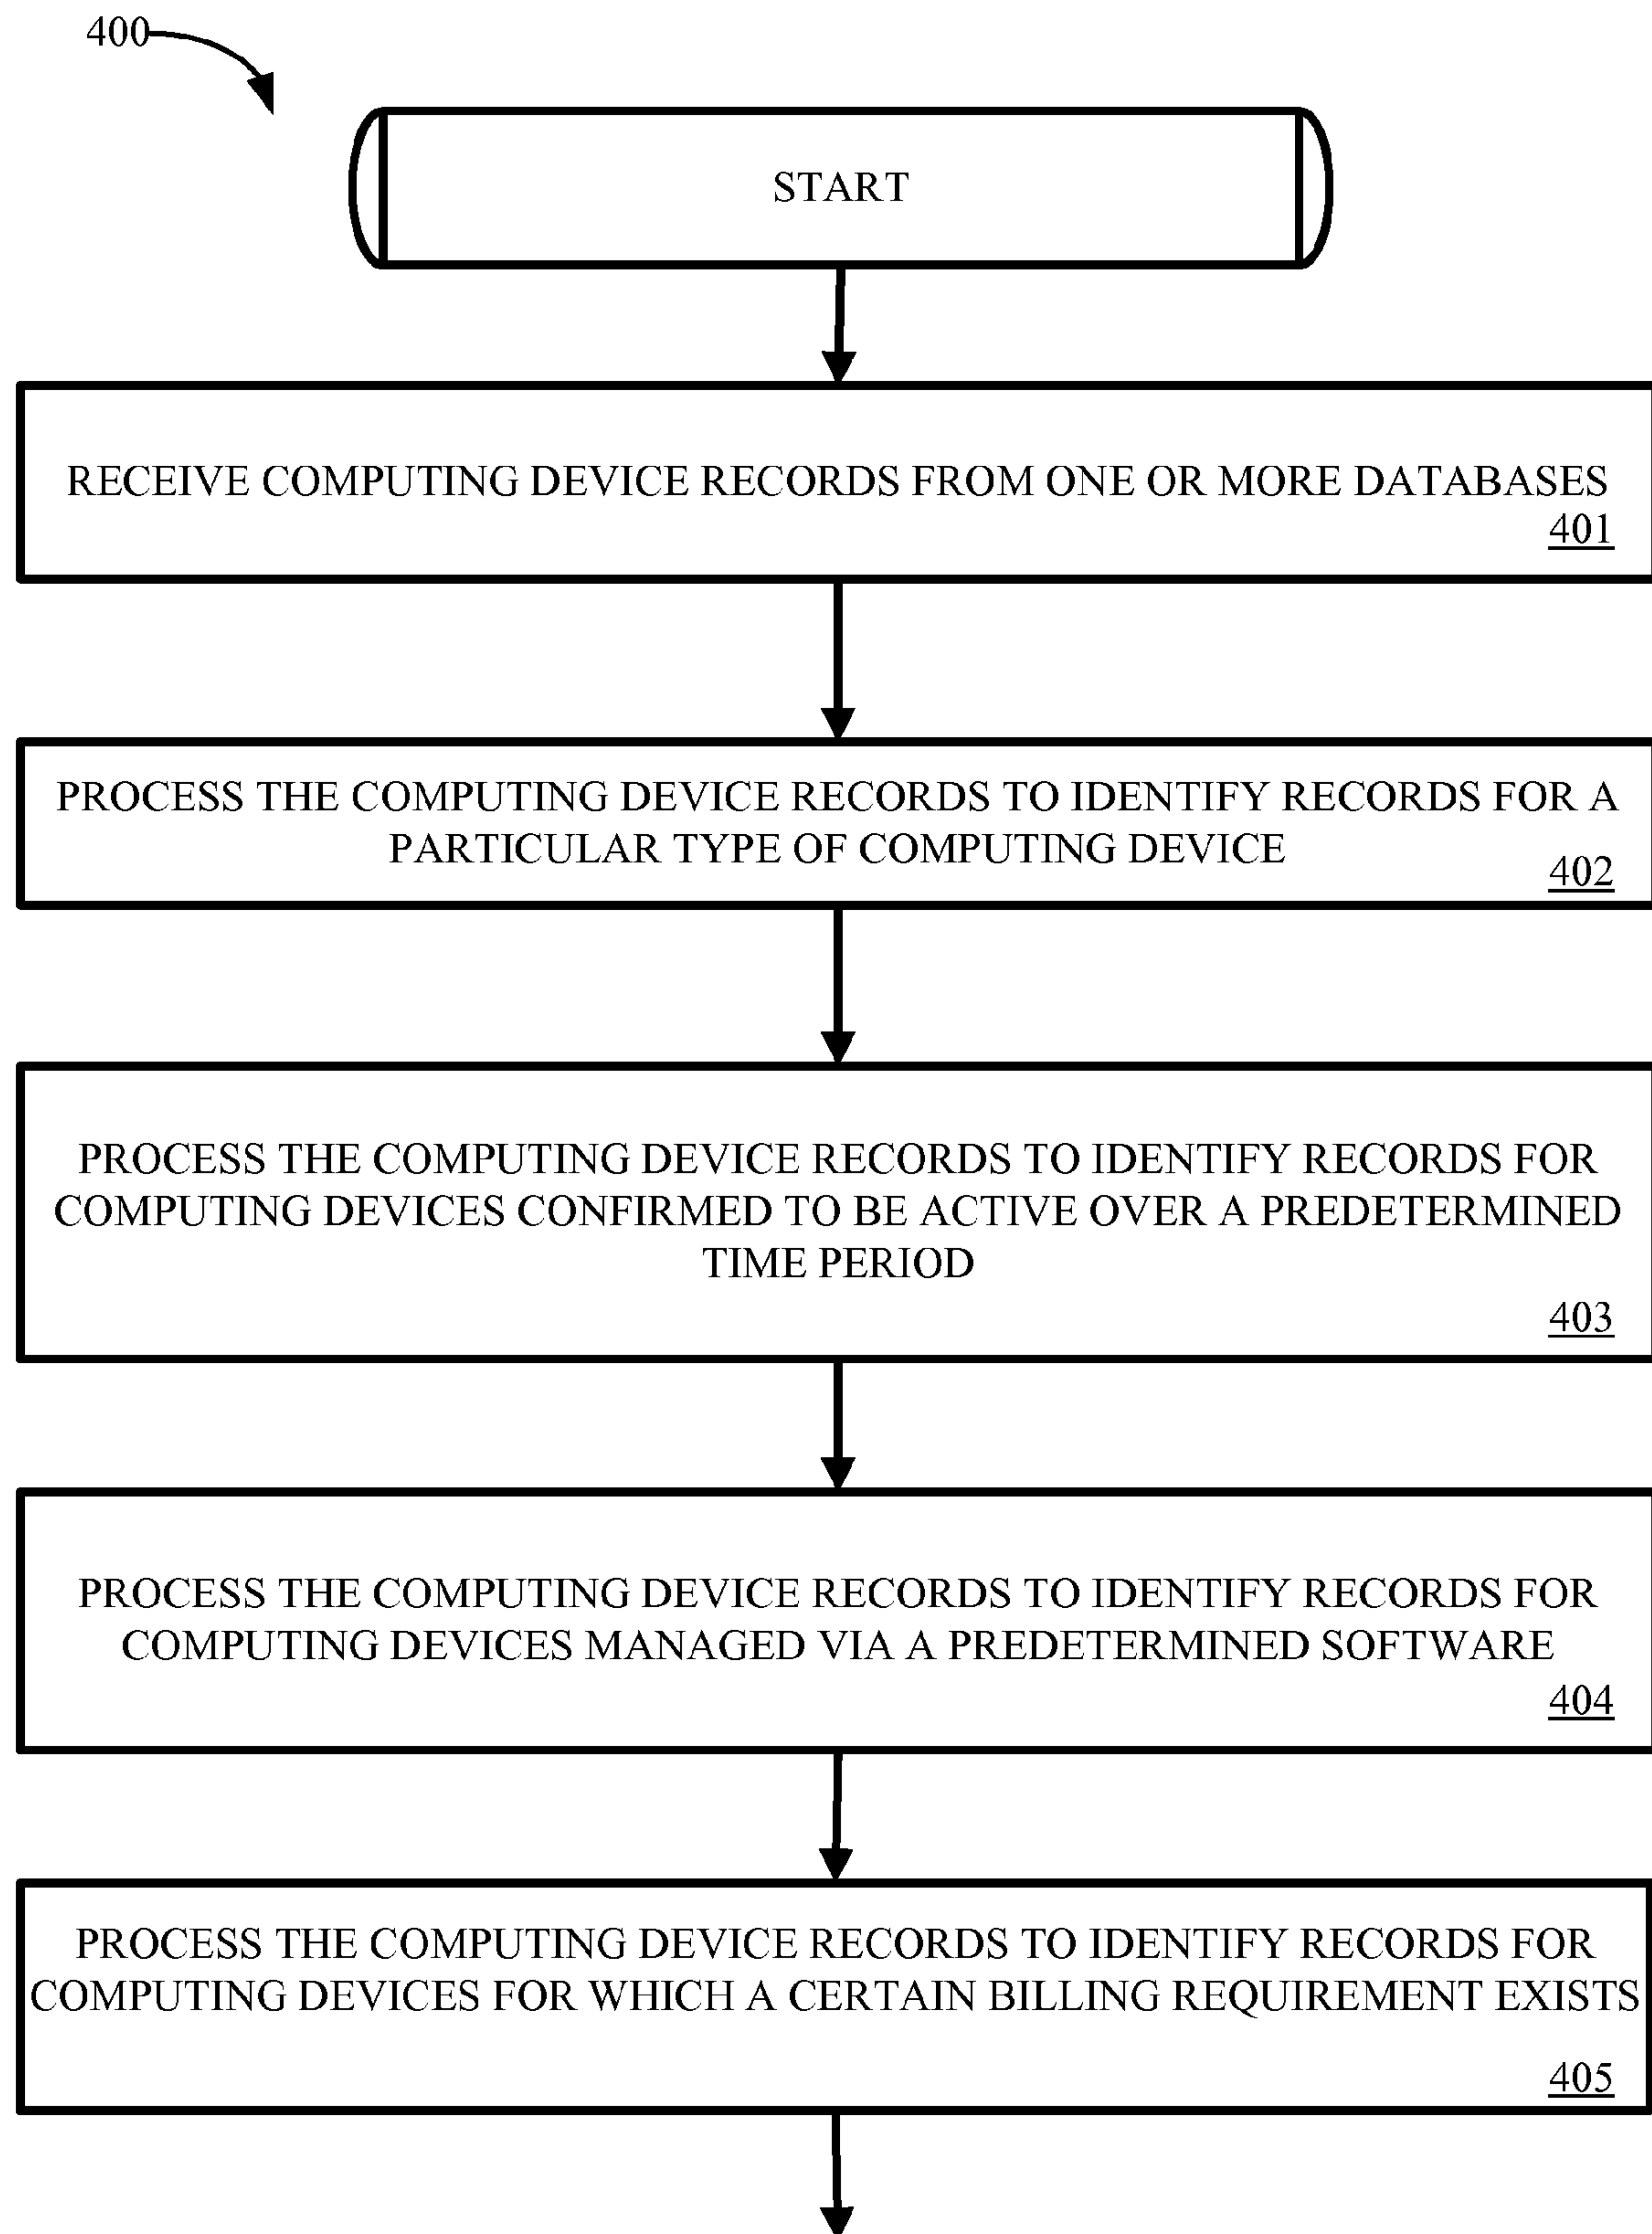 400
START
RECEIVE COMPUTING DEVICE RECORDS FROM ONE OR MORE DATABASES
401
PROCESS THE COMPUTING DEVICE RECORDS TO IDENTIFY RECORDS FOR A
PARTICULAR TYPE OF COMPUTING DEVICE
402
PROCESS THE COMPUTING DEVICE RECORDS TO IDENTIFY RECORDS FOR
COMPUTING DEVICES CONFIRMED TO BE ACTIVE OVER A PREDETERMINED
TIME PERIOD
403
PROCESS THE COMPUTING DEVICE RECORDS TO IDENTIFY RECORDS FOR
COMPUTING DEVICES MANAGED VIA A PREDETERMINED SOFTWARE
404
PROCESS THE COMPUTING DEVICE RECORDS TO IDENTIFY RECORDS FOR
COMPUTING DEVICES FOR WHICH A CERTAIN BILLING REQUIREMENT EXISTS
405